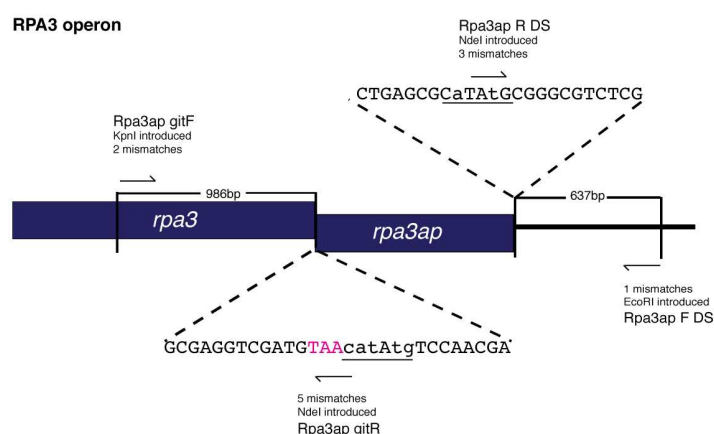 RPA3 operon
Rpa3ap R DS
NdeI introduced
3 mismatches
CTGAGCGCaTAtGCGGGCGTCTCG
Rpa3ap gitF
KpnI introduced
2 mismatches
986bp
637bp
rpa3
rpa3ap
1 mismatches
EcoRI introduced
Rpa3ap F DS
GCGAGGTCGATGTAAcatAtgTCCAACGA
5 mismatches
NdeI introduced
Rpa3ap gitR